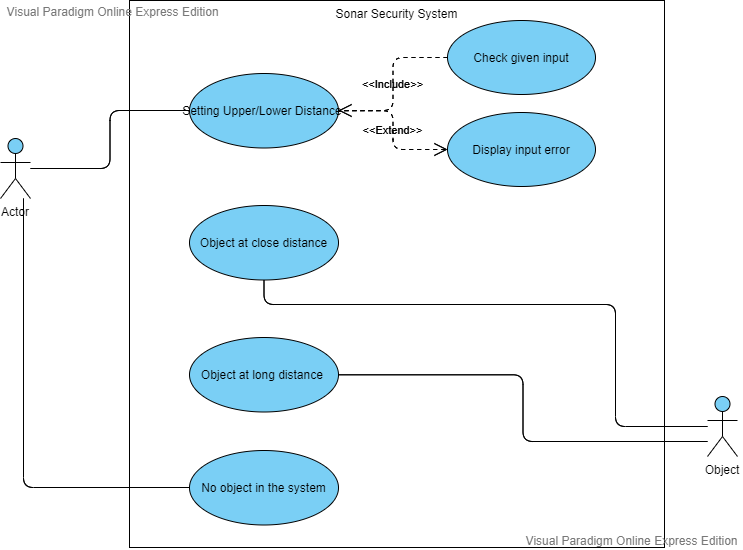 Visual Paradigm Online Express Edition
Sonar Security System
Check given input
<<Include>>
Setting Upper/Lower Distance
<<Extend>>
Display input error
Actor
Object at close distance
Object at long distance
Object
No object in the system
Visual Paradigm Online Express Edition